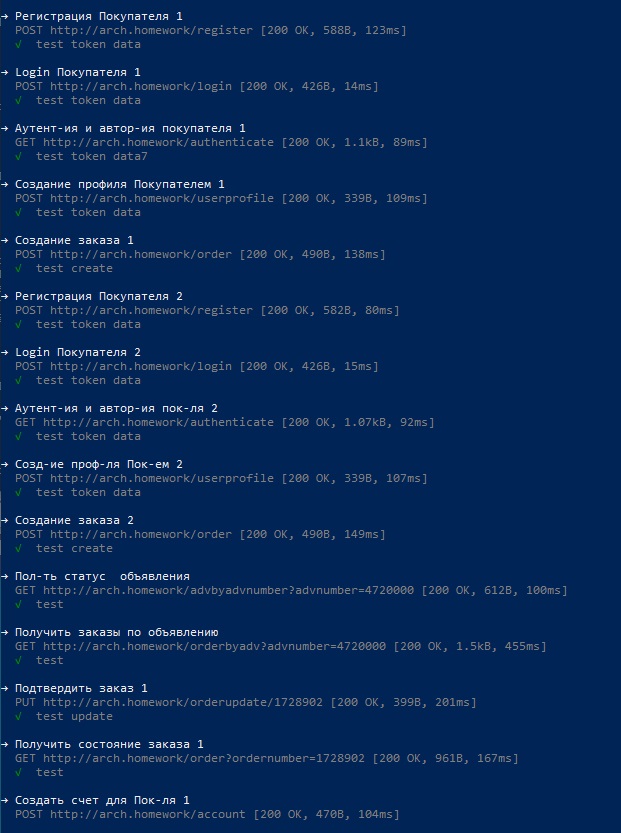 → Регистрация Покупателя 1
POST http://arch.homework/register [200 OK, 588B, 123ms]
√ test token data
→ Login Покупателя 1
POST http://arch.homework/login [200 OK, 426B, 14ms]
√ test token data
→ Аутент-ия и автор-ия покупателя 1
GET http://arch.homework/authenticate [200 OK, 1.1kB, 89ms]
√ test token data7
→ Создание профиля Покупателем 1
POST http://arch.homework/userprofile [200 OK, 339B, 109ms]
√ test token data
→ Создание заказа 1
POST http://arch.homework/order [200 OK, 490B, 138ms]
√ test create
→ Регистрация Покупателя 2
POST http://arch.homework/register [200 OK, 582B, 80ms]
√ test token data
→ Login Покупателя 2
POST http://arch.homework/login [200 OK, 426B, 15ms]
√ test token data
→ Аутент-ия и автор-ия пок-ля 2
GET http://arch.homework/authenticate [200 OK, 1.07kB, 92ms]
√ test token data
→ Созд-ие проф-ля Пок-ем 2
POST http://arch.homework/userprofile [200 OK, 339B, 107ms]
√ test token data
→ Создание заказа 2
POST http://arch.homework/order [200 OK, 490B, 149ms]
√ test create
→ Пол-ть статус  объявления
GET http://arch.homework/advbyadvnumber?advnumber=4720000 [200 OK, 612B, 100ms]
√ test
→ Получить заказы по объявлению
GET http://arch.homework/orderbyadv?advnumber=4720000 [200 OK, 1.5kB, 455ms]
√ test
→ Подтвердить заказ 1
PUT http://arch.homework/orderupdate/1728902 [200 OK, 399B, 201ms]
√ test update
→ Получить состояние заказа 1
GET http://arch.homework/order?ordernumber=1728902 [200 OK, 961B, 167ms]
√ test
→ Создать счет для Пок-ля 1
POST http://arch.homework/account [200 OK, 470B, 104ms]